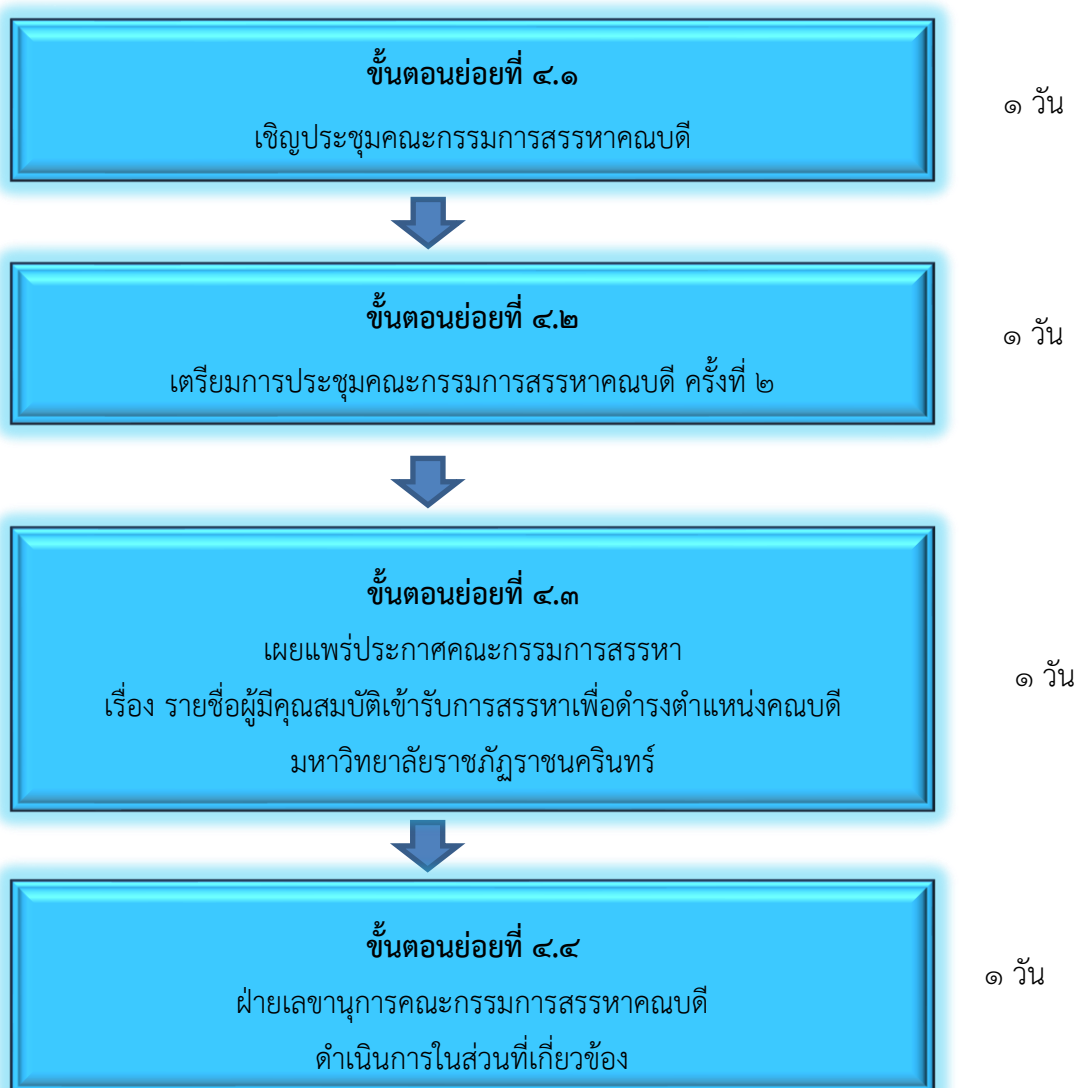 ขั้นตอนย่อยที่ ๔.๑
เชิญประชุมคณะกรรมการสรรหาคณบดี
๑ วัน
ขั้นตอนย่อยที่ ๔.๒
เตรียมการประชุมคณะกรรมการสรรหาคณบดี ครั้งที่ ๒
๑ วัน
ขั้นตอนย่อยที่ ๔.๓
เผยแพร่ประกาศคณะกรรมการสรรหา
เรื่อง รายชื่อผู้มีคุณสมบัติเข้ารับการสรรหาเพื่อดำรงตำแหน่งคณบดี
มหาวิทยาลัยราชภัฏราชนครินทร์
๑ วัน
ขั้นตอนย่อยที่ ๔.๔
ฝ่ายเลขานุการคณะกรรมการสรรหาคณบดี
ดำเนินการในส่วนที่เกี่ยวข้อง
๑ วัน